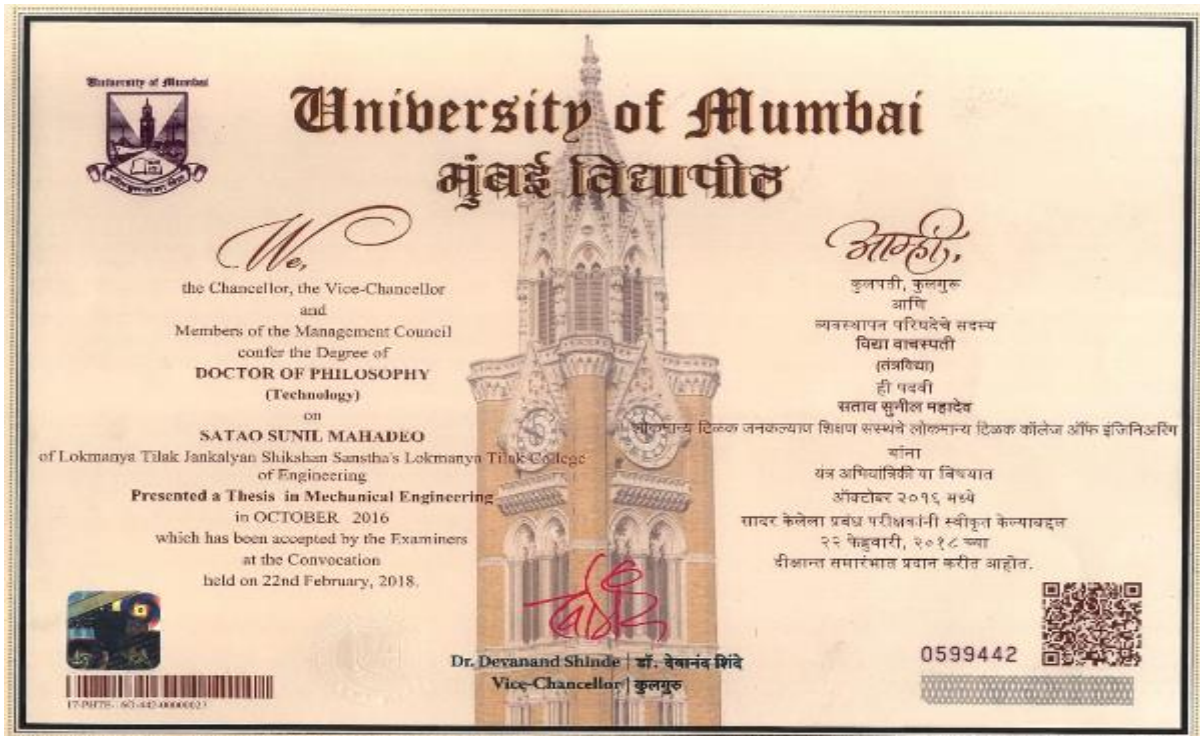 University of Mumbai
University of Mumbai
मुंबई विद्यापीठ
We,
the Chancellor, the Vice-Chancellor
and
Members of the Management Council
confer the Degree of
DOCTOR OF PHILOSOPHY
(Technology)
on
SATAO SUNIL MAHADEO
of Lokmanya Tilak Jankalyan Shikshan Sanstha's Lokmanya Tilak College
of Engineering
Presented a Thesis in Mechanical Engineering
in OCTOBER 2016
which has been accepted by the Examiners
at the Convocation
held on 22nd February, 2018.
आम्ही,
कुलपती, कुलगुरू
आणि
व्यवस्थापन परिषदेचे सदस्य
विद्या वाचस्पती
(तंत्रविद्या)
ही पदवी
सताव सुनील महादेव
लोकमान्य टिळक जनकल्याण शिक्षण संस्थचे लोकमान्य टिळक कॉलेज ऑफ इंजिनिअरिंग
यांना
यंत्र अभियांत्रिकी या विषयात
ऑक्टोबर २०१६ मध्ये
सादर केलेला प्रबंध परीक्षकांनी स्वीकृत केल्याबद्दल
२२ फेब्रुवारी, २०१८ च्या
दीक्षान्त समारंभात प्रदान करीत आहोत.
Dr. Devanand Shinde | डॉ. देवानंद शिंदे
Vice-Chancellor | कुलगुरू
0599442